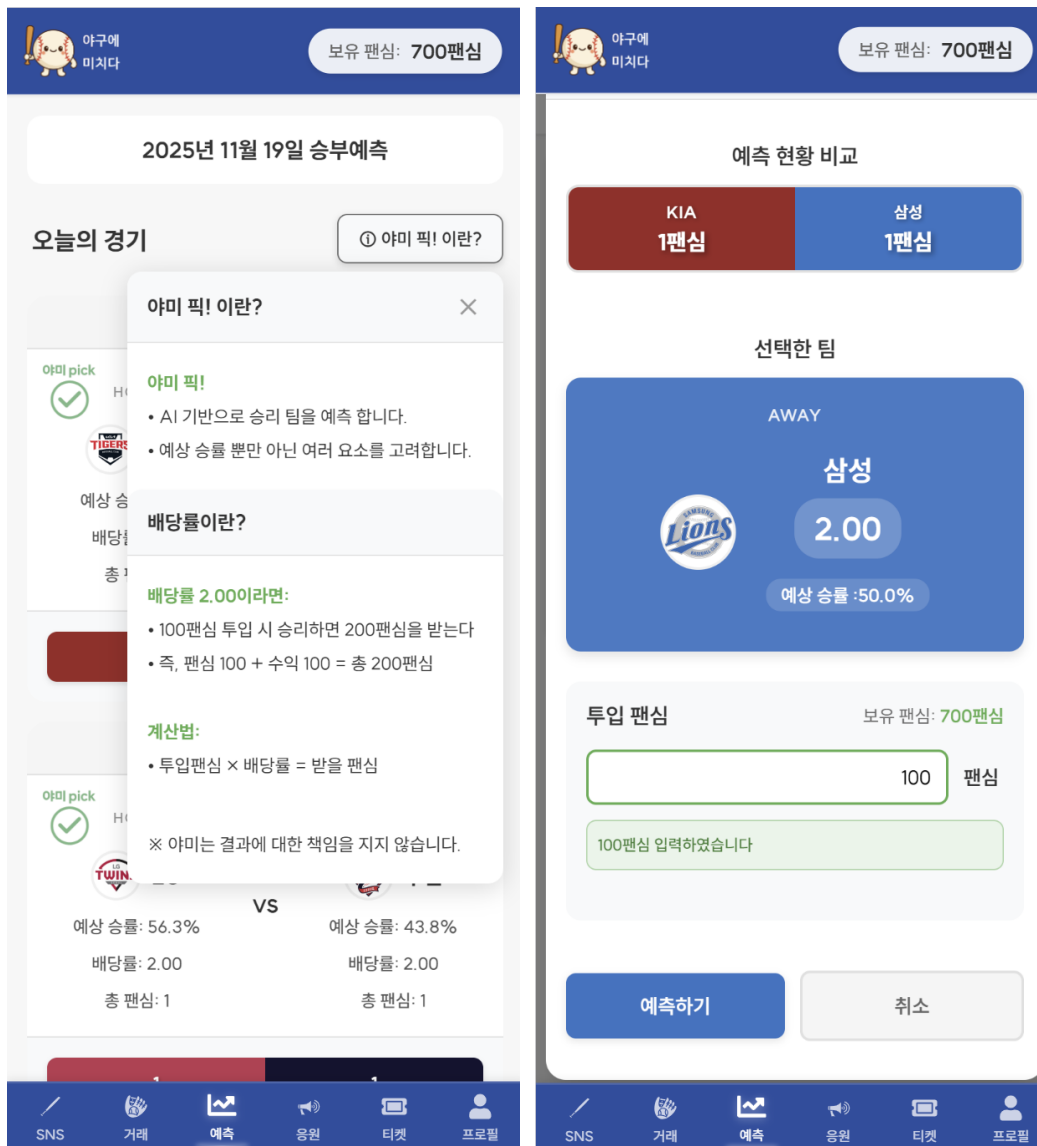 야구에
미치다
보유 팬심: 700팬심
2025년 11월 19일 승부예측
오늘의 경기
야미 픽! 이란?
야미 픽! 이란?
야미 pick
야미 픽!
• AI 기반으로 승리 팀을 예측 합니다.
• 예상 승률 뿐만 아닌 여러 요소를 고려합니다.
TIGERS
예상
배당률이란?
총
배당률 2.00이라면:
• 100팬심 투입 시 승리하면 200팬심을 받는다
• 즉, 팬심 100 + 수익 100 = 총 200팬심
계산법:
• 투입팬심 × 배당률 = 받을 팬심
야미 pick
※ 야미는 결과에 대한 책임을 지지 않습니다.
LG
TWIN
VS
예상 승률: 56.3%
예상 승률: 43.8%
배당률: 2.00
배당률: 2.00
총 팬심: 1
총 팬심: 1
SNS
거래
예측
응원
티켓
프로필
야구에
미치다
보유 팬심: 700팬심
예측 현황 비교
KIA
1팬심
삼성
1팬심
선택한 팀
AWAY
삼성
SAMSUNG
Lions
BASEBALL CLUB
2.00
예상 승률 :50.0%
투입 팬심
보유 팬심: 700팬심
100 팬심
100팬심 입력하였습니다
예측하기
취소
SNS
거래
예측
응원
티켓
프로필